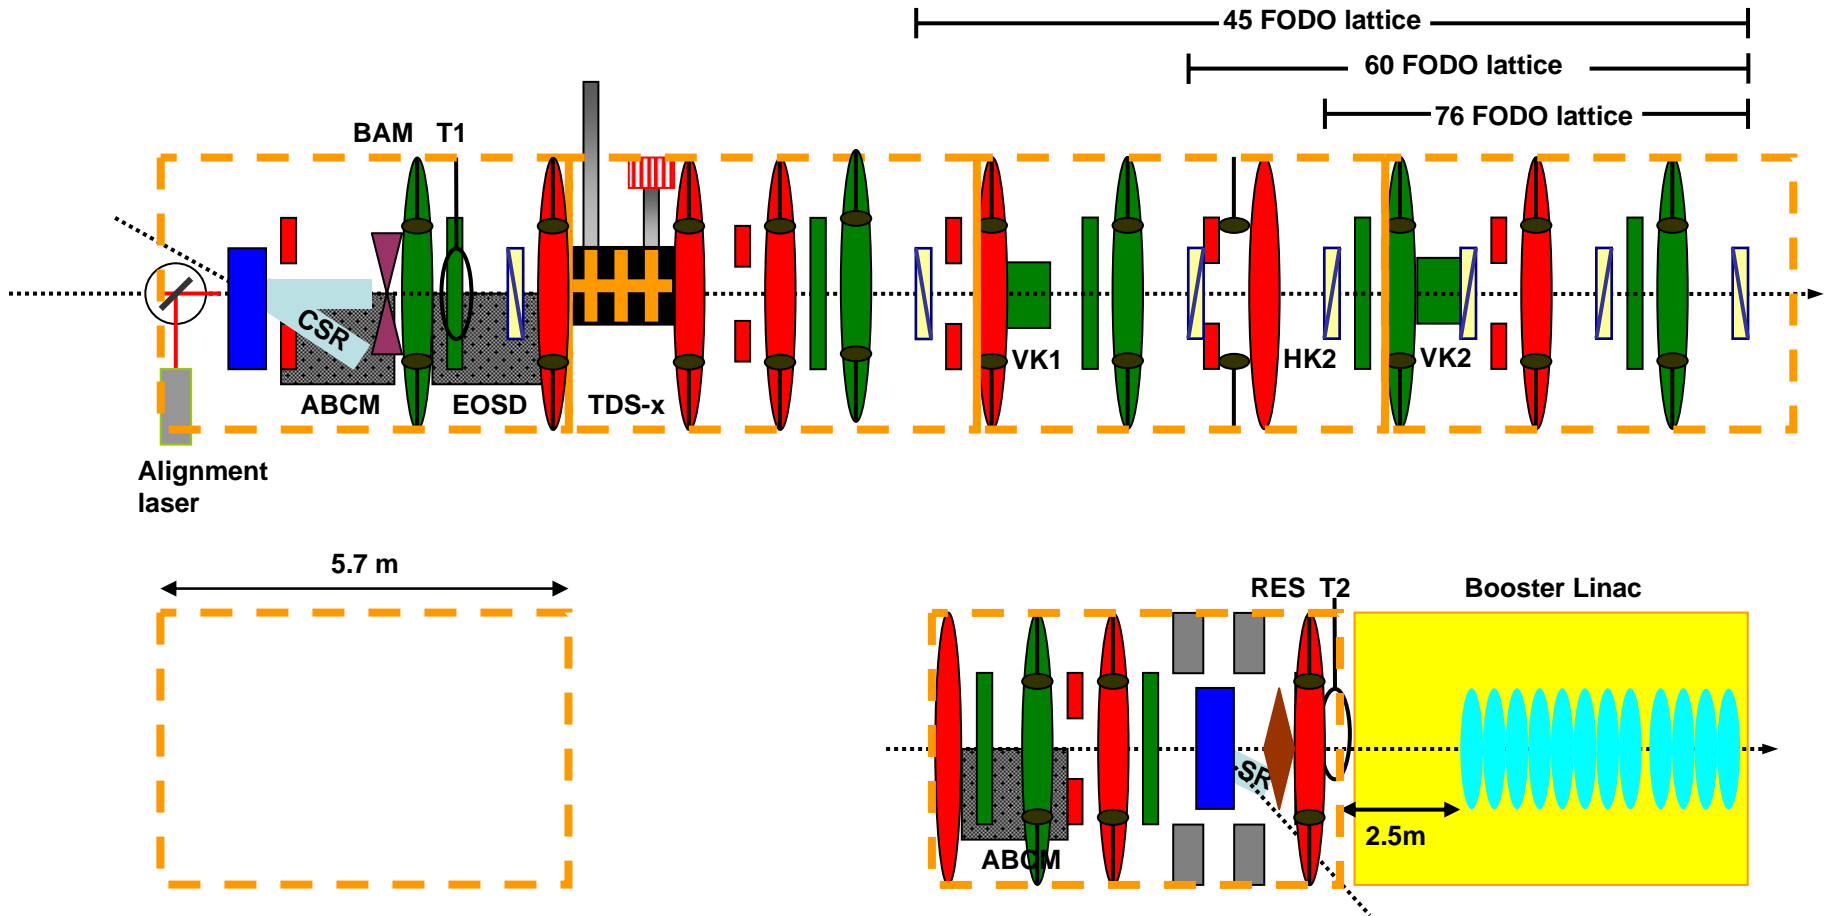 45 FODO lattice
60 FODO lattice
76 FODO lattice
BAM T1
CSR
VK1
HK2
VK2
ABCM
EOSD
TDS-x
Alignment
laser
5.7 m
RES T2
Booster Linac
SR
2.5m
ABCM